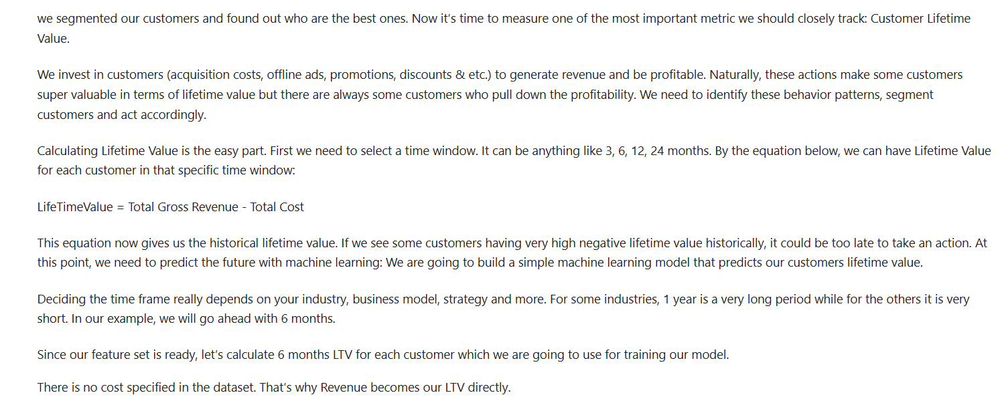 we segmented our customers and found out who are the best ones. Now it's time to measure one of the most important metric we should closely track: Customer Lifetime
Value.
We invest in customers (acquisition costs, offline ads, promotions, discounts & etc.) to generate revenue and be profitable. Naturally, these actions make some customers
super valuable in terms of lifetime value but there are always some customers who pull down the profitability. We need to identify these behavior patterns, segment
customers and act accordingly.
Calculating Lifetime Value is the easy part. First we need to select a time window. It can be anything like 3, 6, 12, 24 months. By the equation below, we can have Lifetime Value
for each customer in that specific time window:
LifeTimeValue = Total Gross Revenue - Total Cost
This equation now gives us the historical lifetime value. If we see some customers having very high negative lifetime value historically, it could be too late to take an action. At
this point, we need to predict the future with machine learning: We are going to build a simple machine learning model that predicts our customers lifetime value.
Deciding the time frame really depends on your industry, business model, strategy and more. For some industries, 1 year is a very long period while for the others it is very
short. In our example, we will go ahead with 6 months.
Since our feature set is ready, let's calculate 6 months LTV for each customer which we are going to use for training our model.
There is no cost specified in the dataset. That's why Revenue becomes our LTV directly.